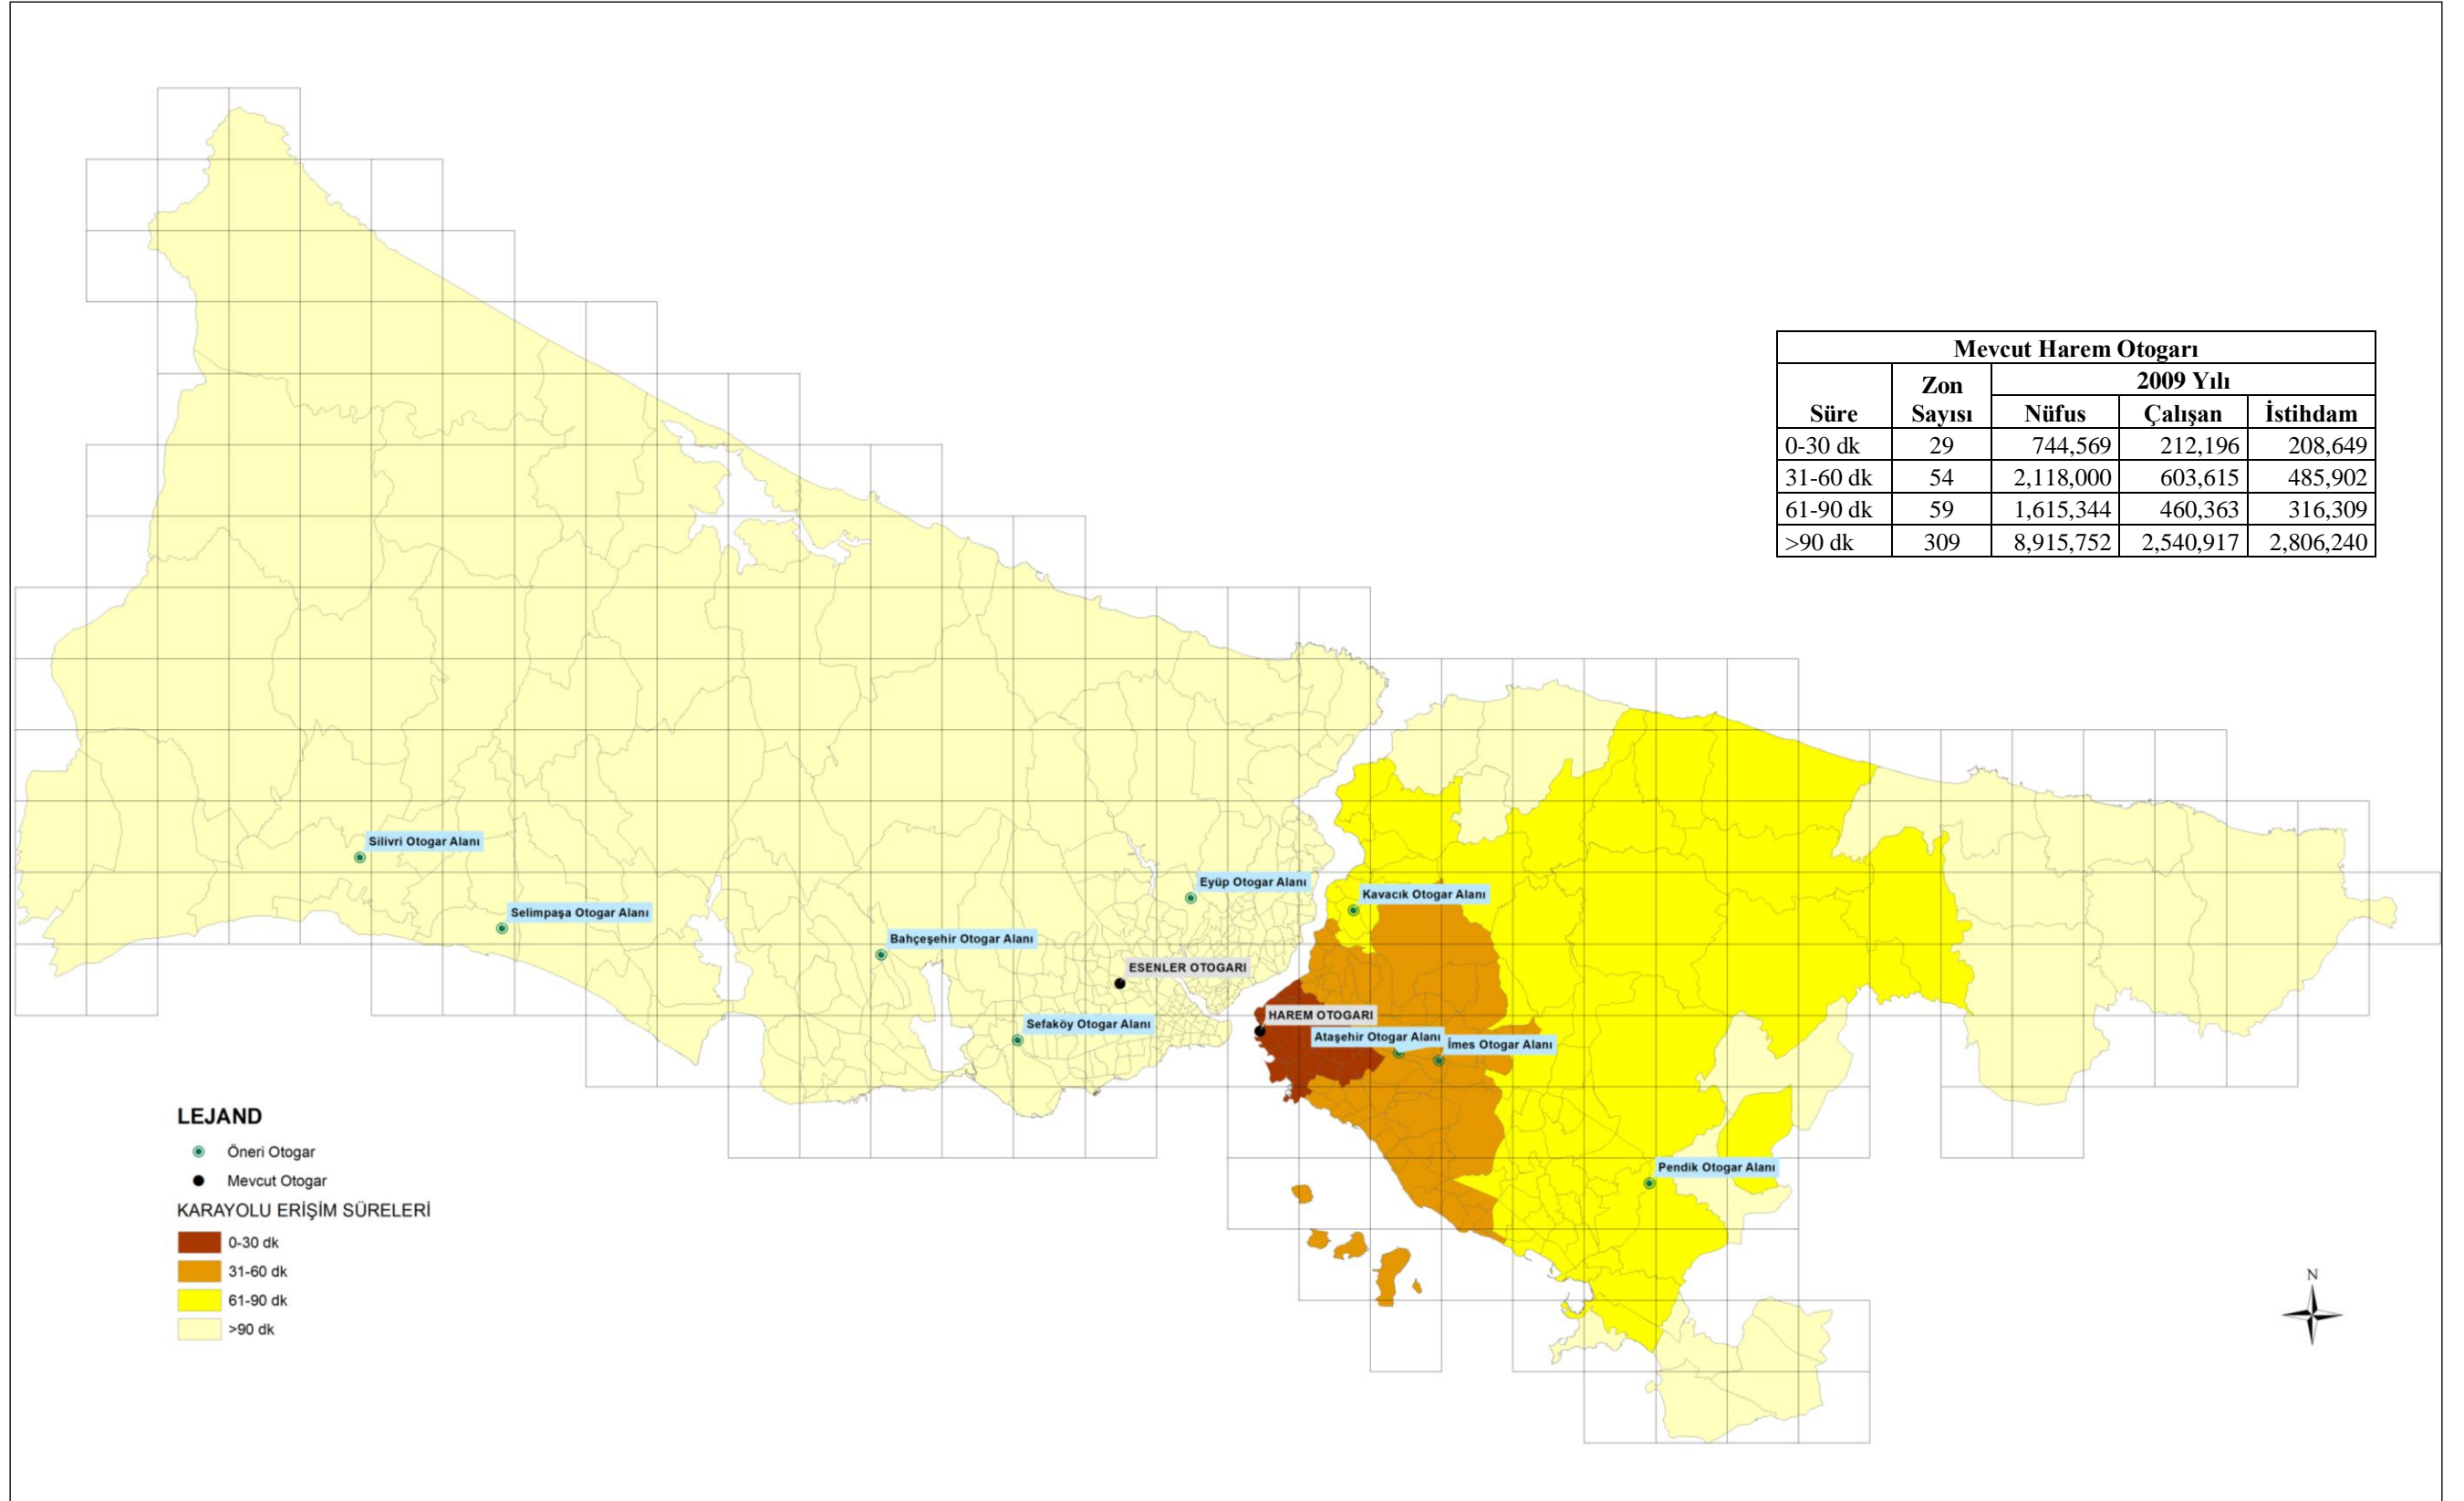 Mevcut Harem Otogarı
Süre Zon Sayısı 2009 Yılı
Nüfus Çalışan İstihdam
0-30 dk 29 744,569 212,196 208,649
31-60 dk 54 2,118,000 603,615 485,902
61-90 dk 59 1,615,344 460,363 316,309
>90 dk 309 8,915,752 2,540,917 2,806,240
Silivri Otogar Alanı
Selimpaşa Otogar Alanı
Bahçeşehir Otogar Alanı
Eyüp Otogar Alanı
Kavacık Otogar Alanı
ESENLER OTOGARI
HAREM OTOGARI
Sefaköy Otogar Alanı
Ataşehir Otogar Alanı
İmes Otogar Alanı
Pendik Otogar Alanı
LEJAND
Öneri Otogar
Mevcut Otogar
KARAYOLU ERİŞİM SÜRELERİ
0-30 dk
31-60 dk
61-90 dk
>90 dk
N